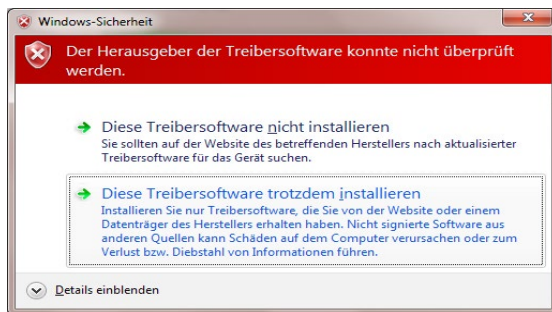 Windows-Sicherheit
Der Herausgeber der Treibersoftware konnte nicht überprüft
werden.
Diese Treibersoftware nicht installieren
Sie sollten auf der Website des betreffenden Herstellers nach aktualisierter
Treibersoftware für das Gerät suchen.
Diese Treibersoftware trotzdem installieren
Installieren Sie nur Treibersoftware, die Sie von der Website oder einem
Datenträger des Herstellers erhalten haben. Nicht signierte Software aus
anderen Quellen kann Schäden auf dem Computer verursachen oder zum
Verlust bzw. Diebstahl von Informationen führen.
Details einblenden